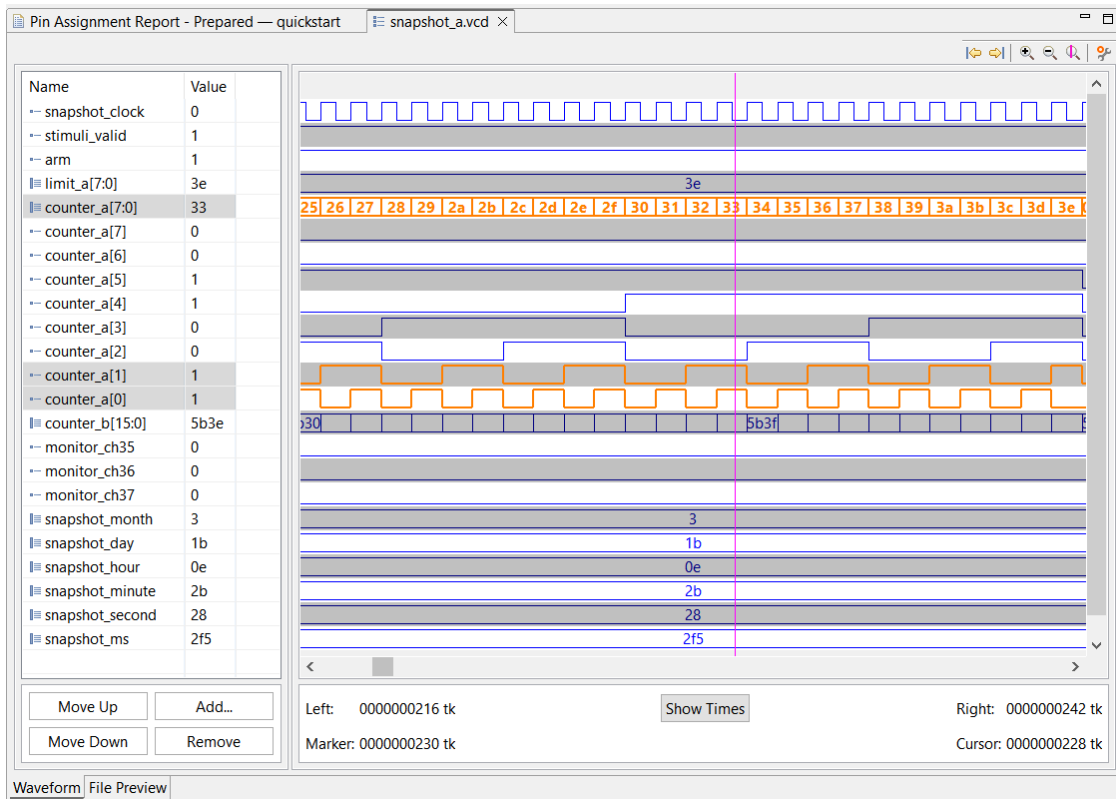 Pin Assignment Report - Prepared — quickstart snapshot_a.vcd
Name Value
snapshot_clock 0
stimuli_valid 1
arm 1
limit_a[7:0] 3e 3e
counter_a[7:0] 33 25 26 27 28 29 2a 2b 2c 2d 2e 2f 30 31 32 33 34 35 36 37 38 39 3a 3b 3c 3d 3e
counter_a[7] 0
counter_a[6] 0
counter_a[5] 1
counter_a[4] 1
counter_a[3] 0
counter_a[2] 0
counter_a[1] 1
counter_a[0] 1
counter_b[15:0] 5b3e b30 5b3f
monitor_ch35 0
monitor_ch36 0
monitor_ch37 0
snapshot_month 3 3
snapshot_day 1b 1b
snapshot_hour 0e 0e
snapshot_minute 2b 2b
snapshot_second 28 28
snapshot_ms 2f5 2f5
Move Up Add... Left: 0000000216 tk Show Times Right: 0000000242 tk
Move Down Remove Marker: 0000000230 tk Cursor: 0000000228 tk
Waveform File Preview